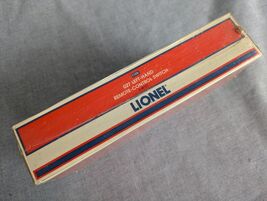 027 LEFT-HAND
REMOTE-CONTROL SWITCH
LIONEL